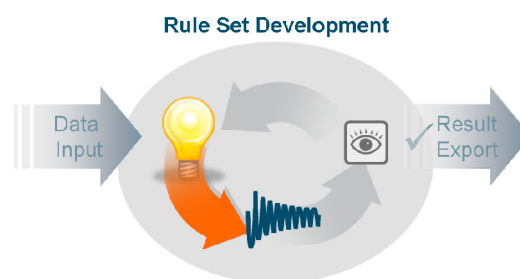 Rule Set Development
Data
Input
Result
Export